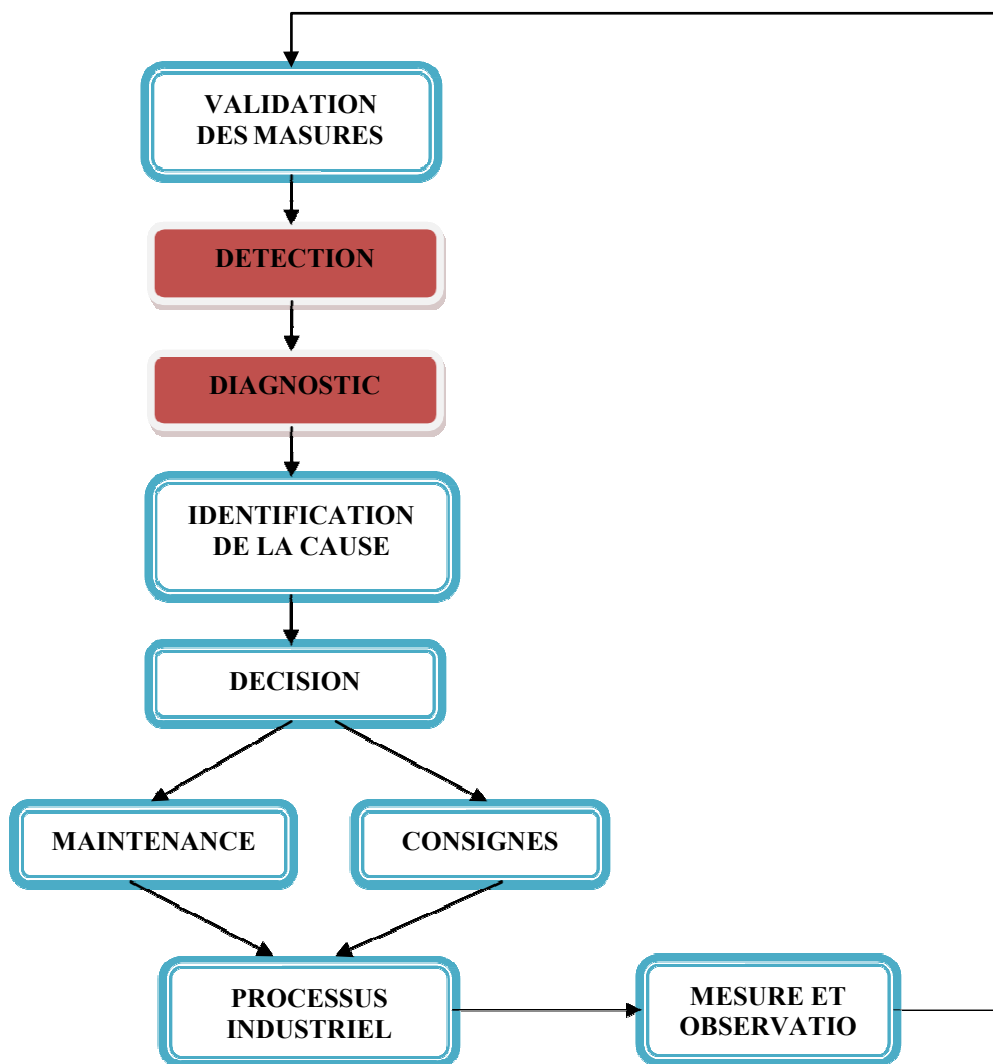 VALIDATION
DES MASURES
DETECTION
DIAGNOSTIC
IDENTIFICATION
DE LA CAUSE
DECISION
MAINTENANCE
CONSIGNES
PROCESSUS
INDUSTRIEL
MESURE ET
OBSERVATIO